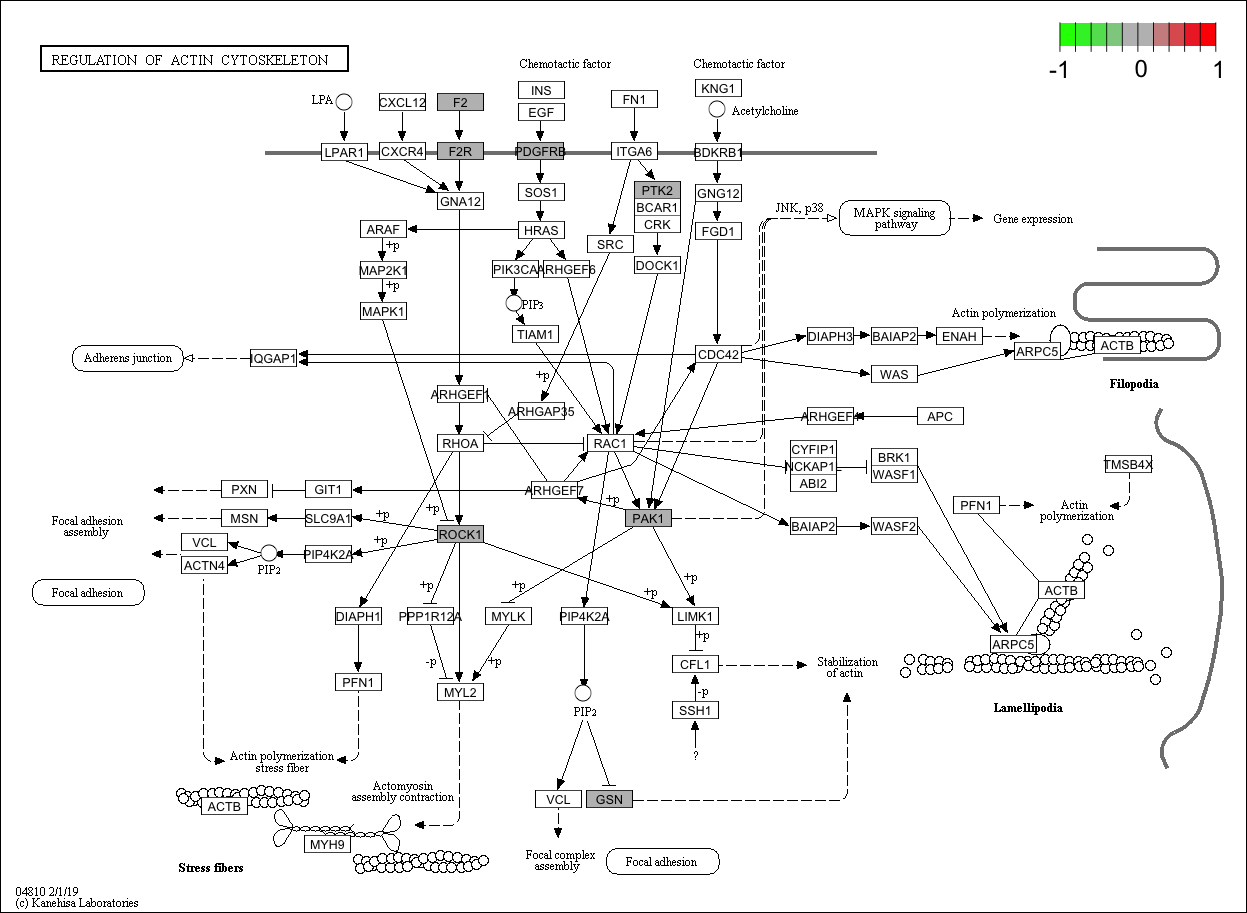 REGULATION OF ACTIN CYTOSKELETON
-1 0 1
Chemotactic factor
Chemotactic factor
LPA
CXCL12
F2
INS
EGF
FN1
KNG1
Acetylcholine
LPAR1
CXCR4
F2R
PDGFRB
ITGA6
BDKRB1
GNA12
SOS1
PTK2
BCAR1
CRK
GNG12
JNK, p38
MAPK signaling
pathway
Gene expression
ARAF
HRAS
SRC
FGD1
+p
MAP2K1
PIK3CA
ARHGEF6
DOCK1
+p
MAPK1
PIP3
TIAM1
Actin polymerization
DIAPH3
BAIAP2
ENAH
ARPC5
ACTB
Adherens junction
IQGAP1
CDC42
WAS
Filopodia
+p
ARHGEF1
ARHGAP35
ARHGEF4
APC
RHOA
RAC1
CYFIP1
NCKAP1
ABI2
BRK1
WASF1
TMSB4X
PXN
GIT1
ARHGEF7
+p
+p
PFN1
Actin
polymerization
Focal adhesion
assembly
MSN
SLC9A1
+p
PAK1
BAIAP2
WASF2
ROCK1
VCL
ACTN4
PIP2
PIP4K2A
+p
Focal adhesion
+p
+p
+p
+p
ACTB
DIAPH1
PPP1R12A
MYLK
PIP4K2A
LIMK1
+p
ARPC5
-p
+p
CFL1
Stabilization
of actin
PFN1
MYL2
-p
SSH1
PIP2
Lamellipodia
?
Actin polymerization
stress fiber
Actomyosin
assembly contraction
VCL
GSN
ACTB
MYH9
Stress fibers
Focal complex
assembly
Focal adhesion
04810 2/1/19
(c) Kanehisa Laboratories